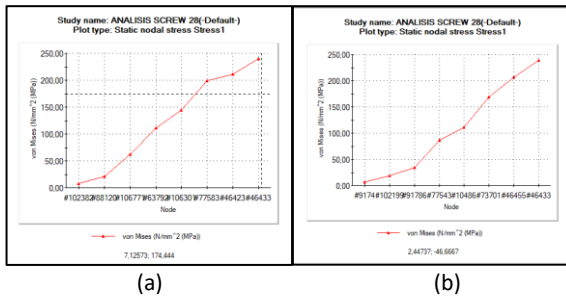 Study name: ANALISIS SCREW 28(-Default-)
Plot type: Static nodal stress Stress1
von Mises (N/mm^2 (MPa))
250,00
200,00
150,00
100,00
50,00
0,00
#102382 #88120 #106771 #63792 #106301 #77583 #46423 #46433
Node
von Mises (N/mm^2 (MPa))
7,12573; 174,444
(a)
Study name: ANALISIS SCREW 28(-Default-)
Plot type: Static nodal stress Stress1
von Mises (N/mm^2 (MPa))
250,00
200,00
150,00
100,00
50,00
0,00
#9174 #102199 #91786 #77543 #10486 #73701 #46455 #46433
Node
von Mises (N/mm^2 (MPa))
2,44737; -46,6667
(b)